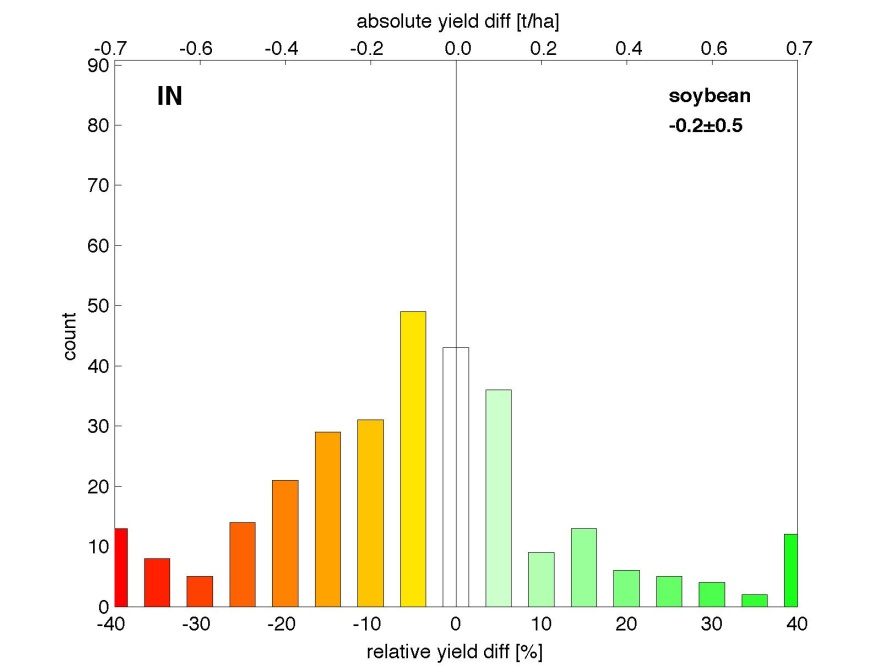 absolute yield diff [t/ha]
-0.7 -0.6 -0.4 -0.2 0.0 0.2 0.4 0.6 0.7
IN
soybean
-0.2±0.5
90
80
70
60
50
40
30
20
10
0
count
-40 -30 -20 -10 0 10 20 30 40
relative yield diff [%]